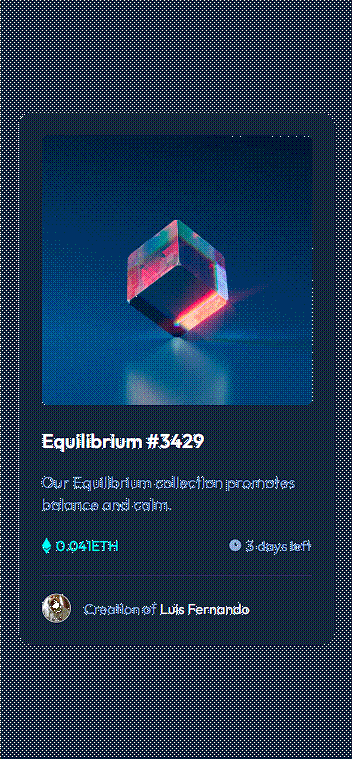 Equilibrium #3429
Our Equilibrium collection promotes
balance and calm.
0.041ETH
3 days left
Creation of Luis Fernando